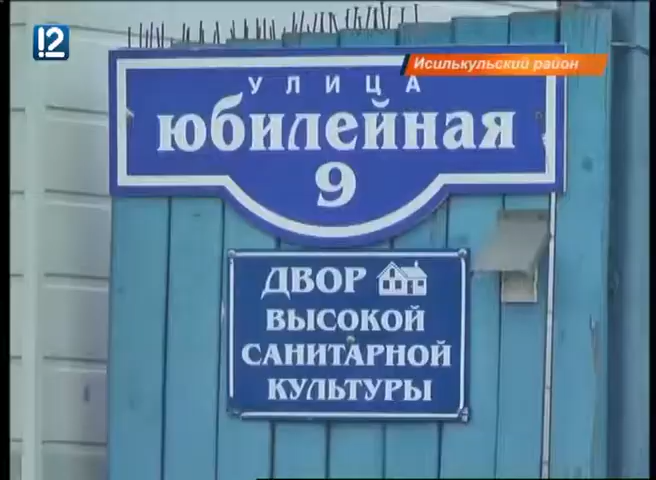 12
Исилькульский район
УЛИЦА
Юбилейная
9
ДВОР
ВЫСОКОЙ
САНИТАРНОЙ
КУЛЬТУРЫ